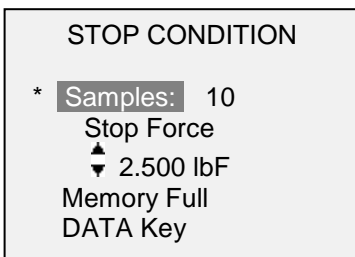 STOP CONDITION
* Samples: 10
Stop Force
2.500 lbF
Memory Full
DATA Key